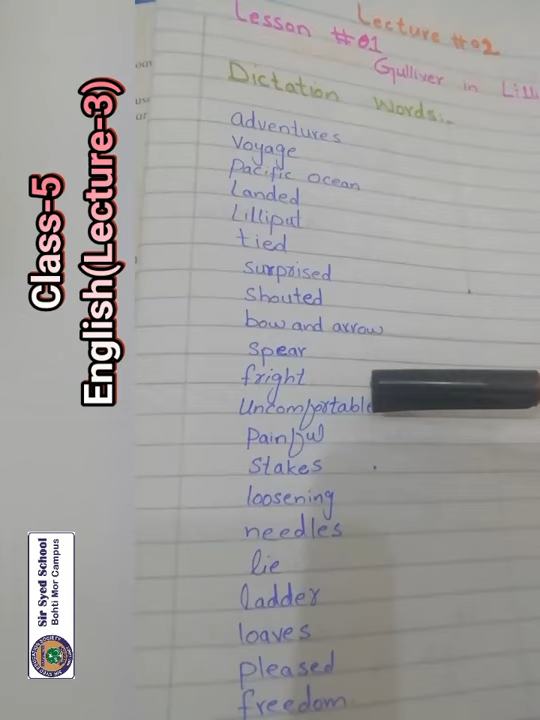 Lecture #02
Lesson #01
Gulliver in Lilli
Dictation Words:-
adventures
Voyage
Pacific ocean
Landed
Lilliput
tied
surprised
Shouted
bow and arrow
Spear
fright
Uncomfortable
Painful
Stakes
loosening
needles
lie
ladder
loaves
pleased
freedom
Class-5
English(Lecture-3)
Sir Syed School
Bohti Mor Campus